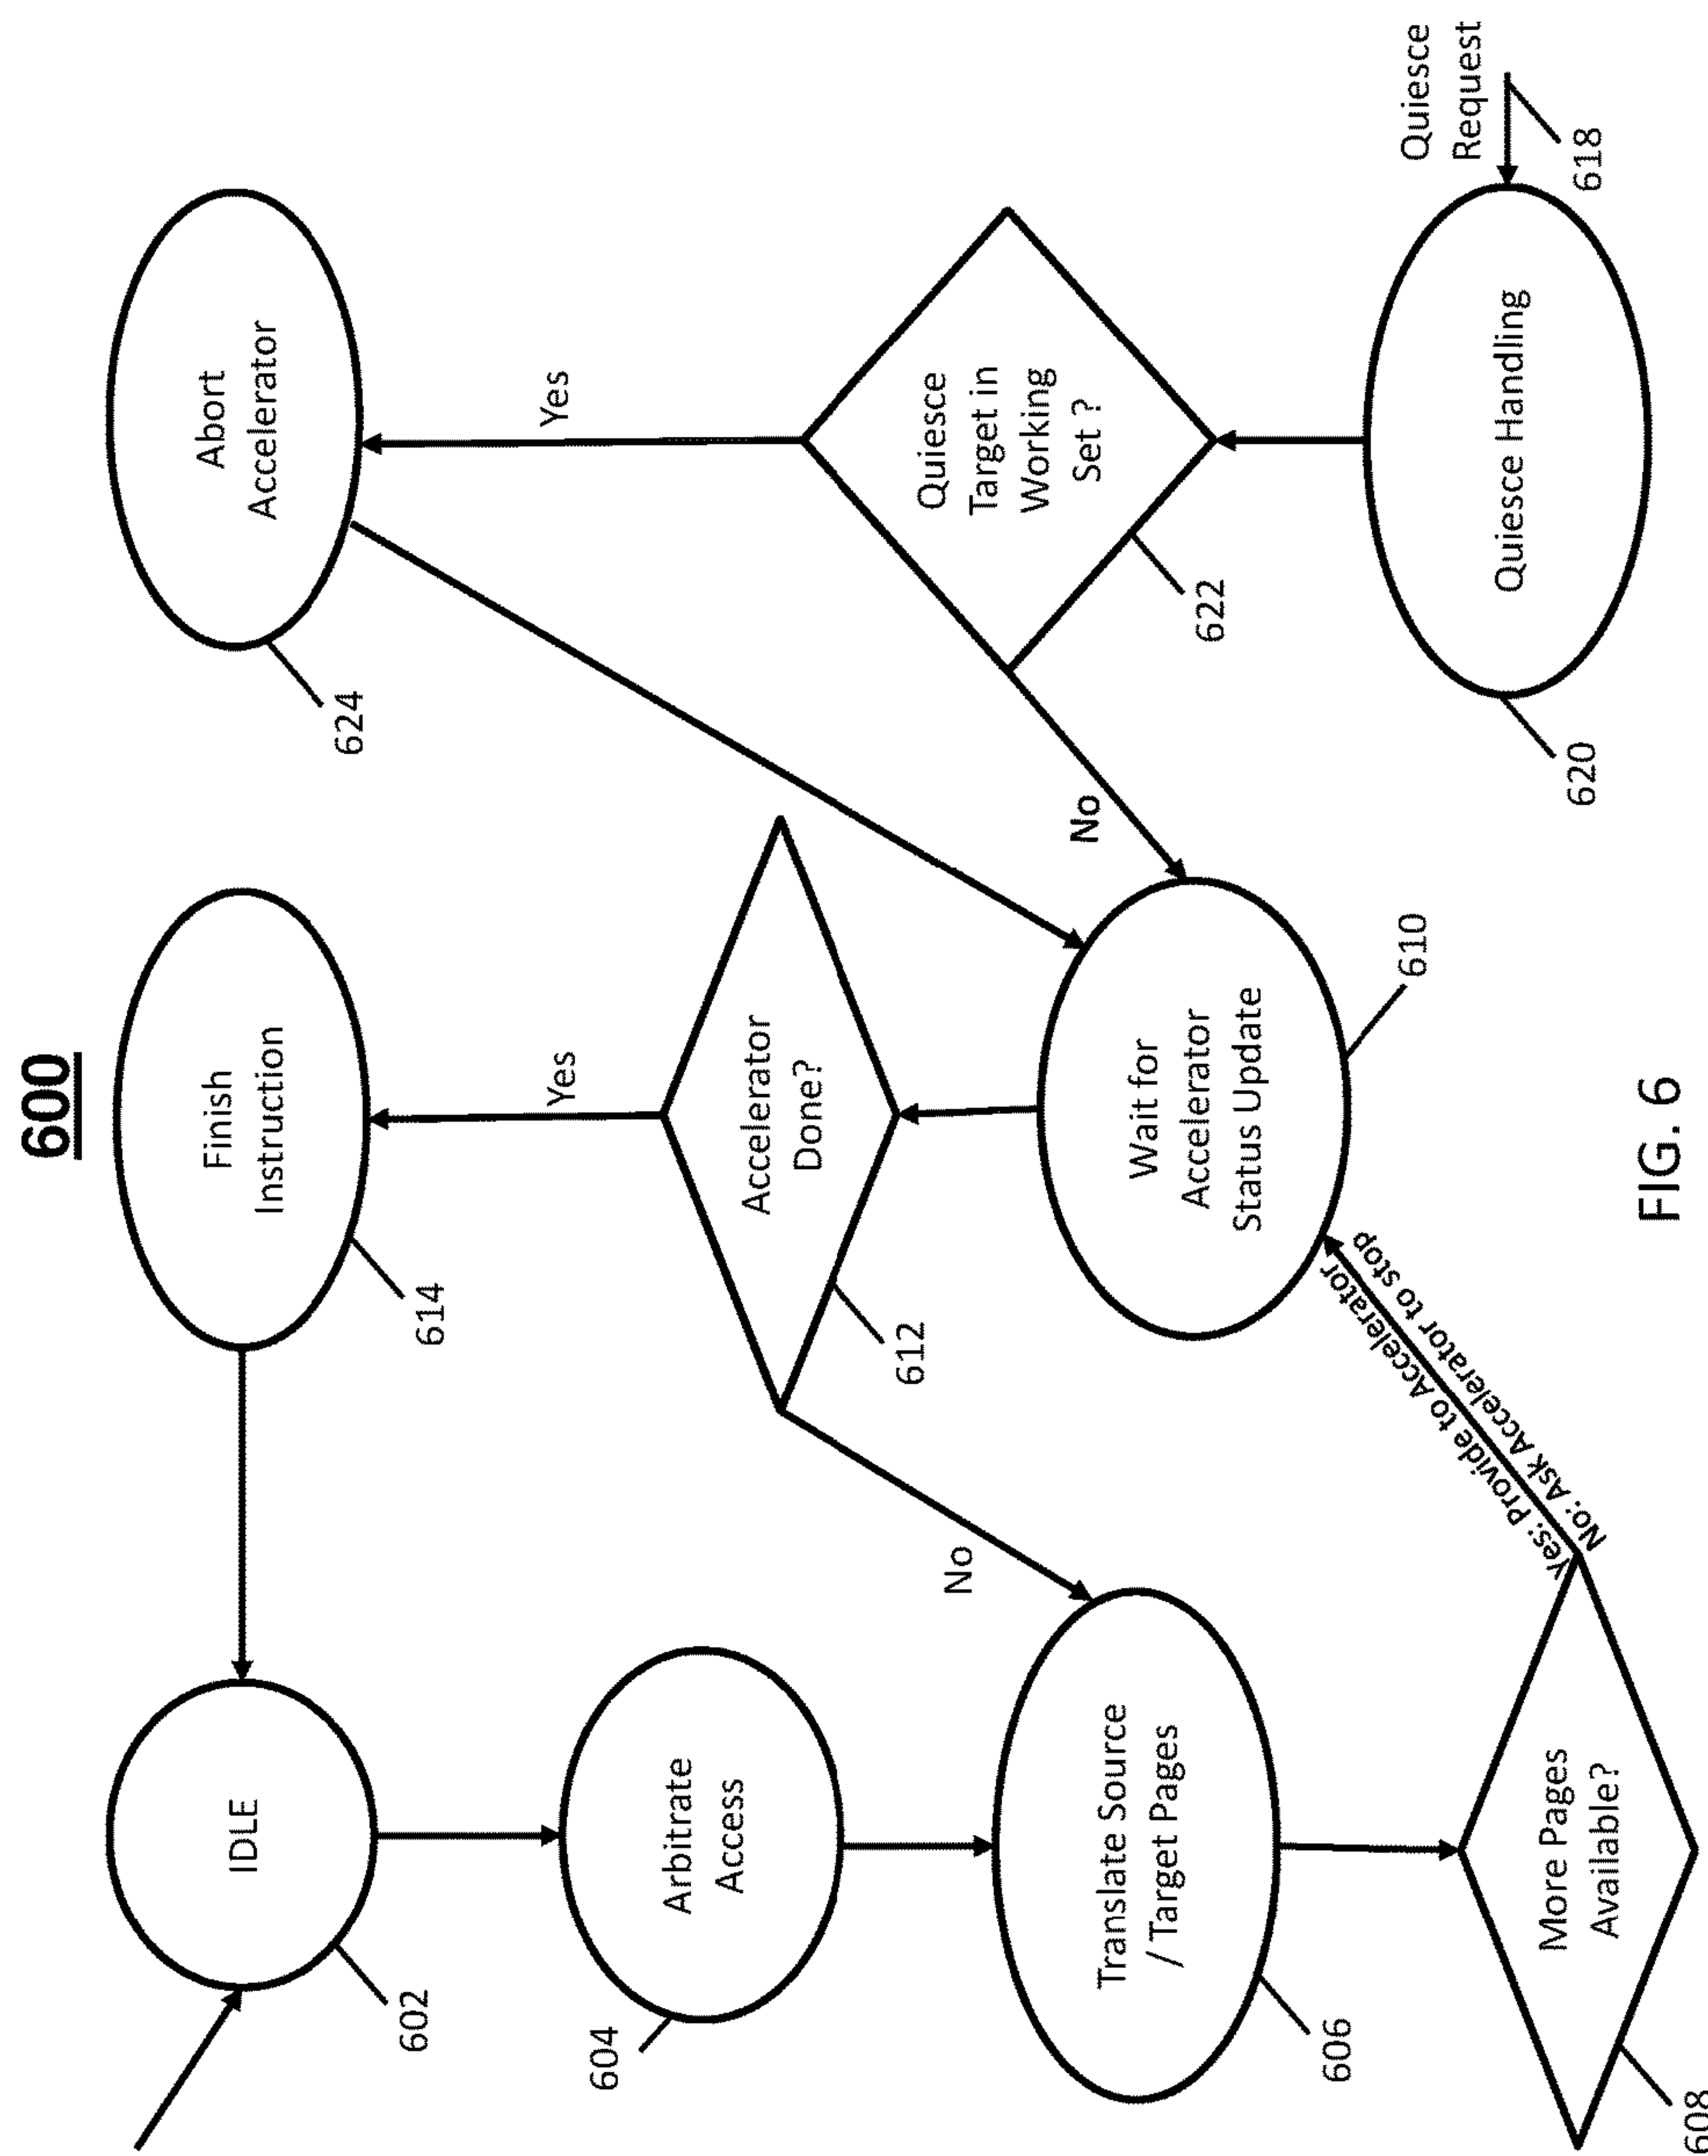 600
IDLE
602
Arbitrate
Access
604
Translate Source
/ Target Pages
606
More Pages
Available?
608
Yes: Provide to Accelerator
No: Ask Accelerator to stop
Finish
Instruction
614
Yes
Accelerator
Done?
612
No
Wait for
Accelerator
Status Update
610
Abort
Accelerator
624
Yes
Quiesce
Target in
Working
Set ?
622
No
Quiesce Handling
620
Quiesce
Request
618
FIG. 6